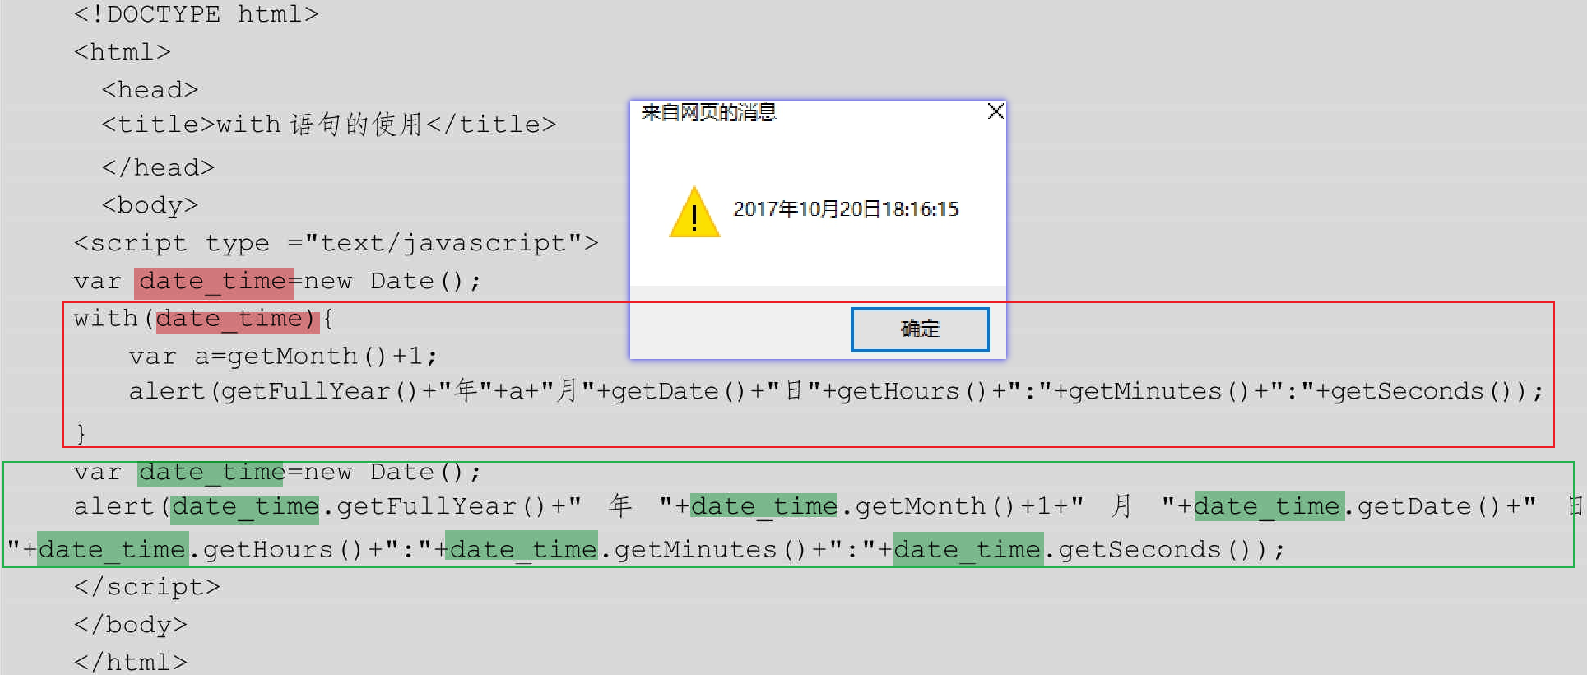 <!DOCTYPE html>
<html>
<head>
<title>with 语句的使用</title>
</head>
<body>
<script type ="text/javascript">
var date_time=new Date();
with(date_time){
var a=getMonth()+1;
alert(getFullYear()+"年"+a+"月"+getDate()+"日"+getHours()+":"+getMinutes()+":"+getSeconds());
}
var date_time=new Date();
alert(date_time.getFullYear()+" 年 "+date_time.getMonth()+1+" 月 "+date_time.getDate()+" 日
"+date_time.getHours()+":"+date_time.getMinutes()+":"+date_time.getSeconds());
</script>
</body>
</html>
来自网页的消息
2017年10月20日18:16:15
确定